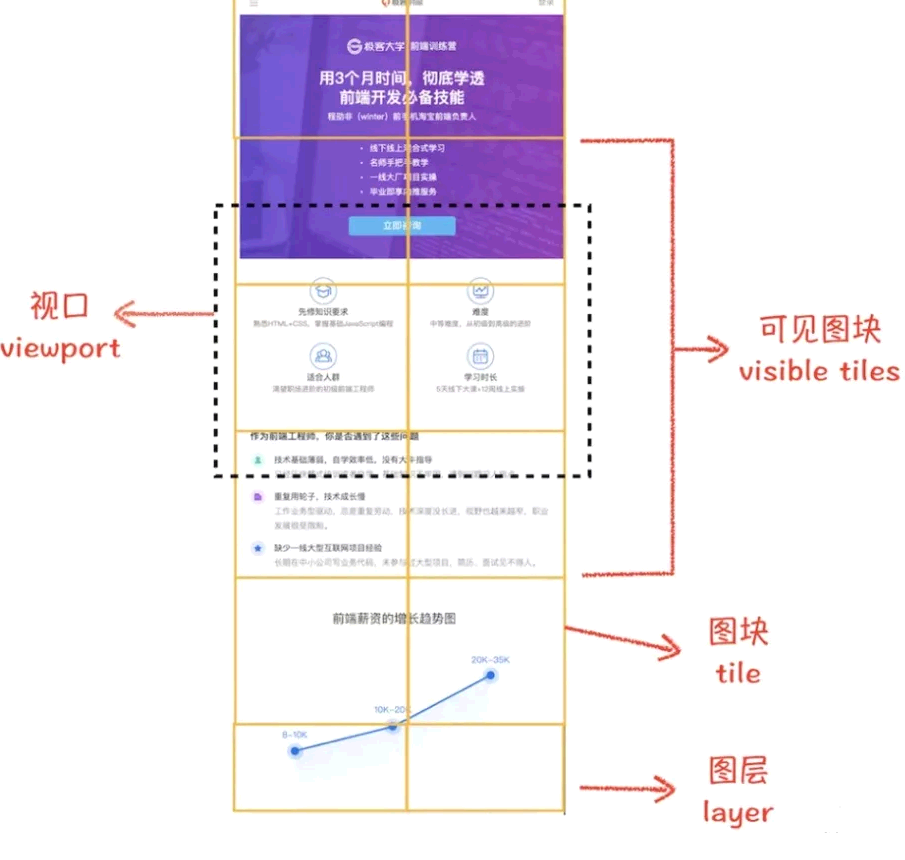 登录
极客大学 前端训练营
用3个月时间，彻底学透
前端开发必备技能
程劭非（winter）前手机淘宝前端负责人
线下线上混合式学习
名师手把手教学
一线大厂项目实操
毕业即享内推服务
立即咨询
视口
viewport
先修知识要求
熟悉HTML+CSS，掌握基础JavaScript编程
难度
中等难度，从初级到高级的进阶
适合人群
渴望职场进阶的初级前端工程师
学习时长
5天线下大课+12周线上实操
可见图块
visible tiles
作为前端工程师，你是否遇到了这些问题
技术基础薄弱，自学效率低，没有大牛指导
重复用轮子，技术成长慢
工作业务型驱动，总是重复劳动，技术深度没长进，视野也越来越窄，职业
发展很受限制。
缺少一线大型互联网项目经验
长期在中小公司写业务代码，未参与过大型项目，简历、面试见不得人。
前端薪资的增长趋势图
图块
tile
20K-35K
10K-20K
8-10K
图层
layer